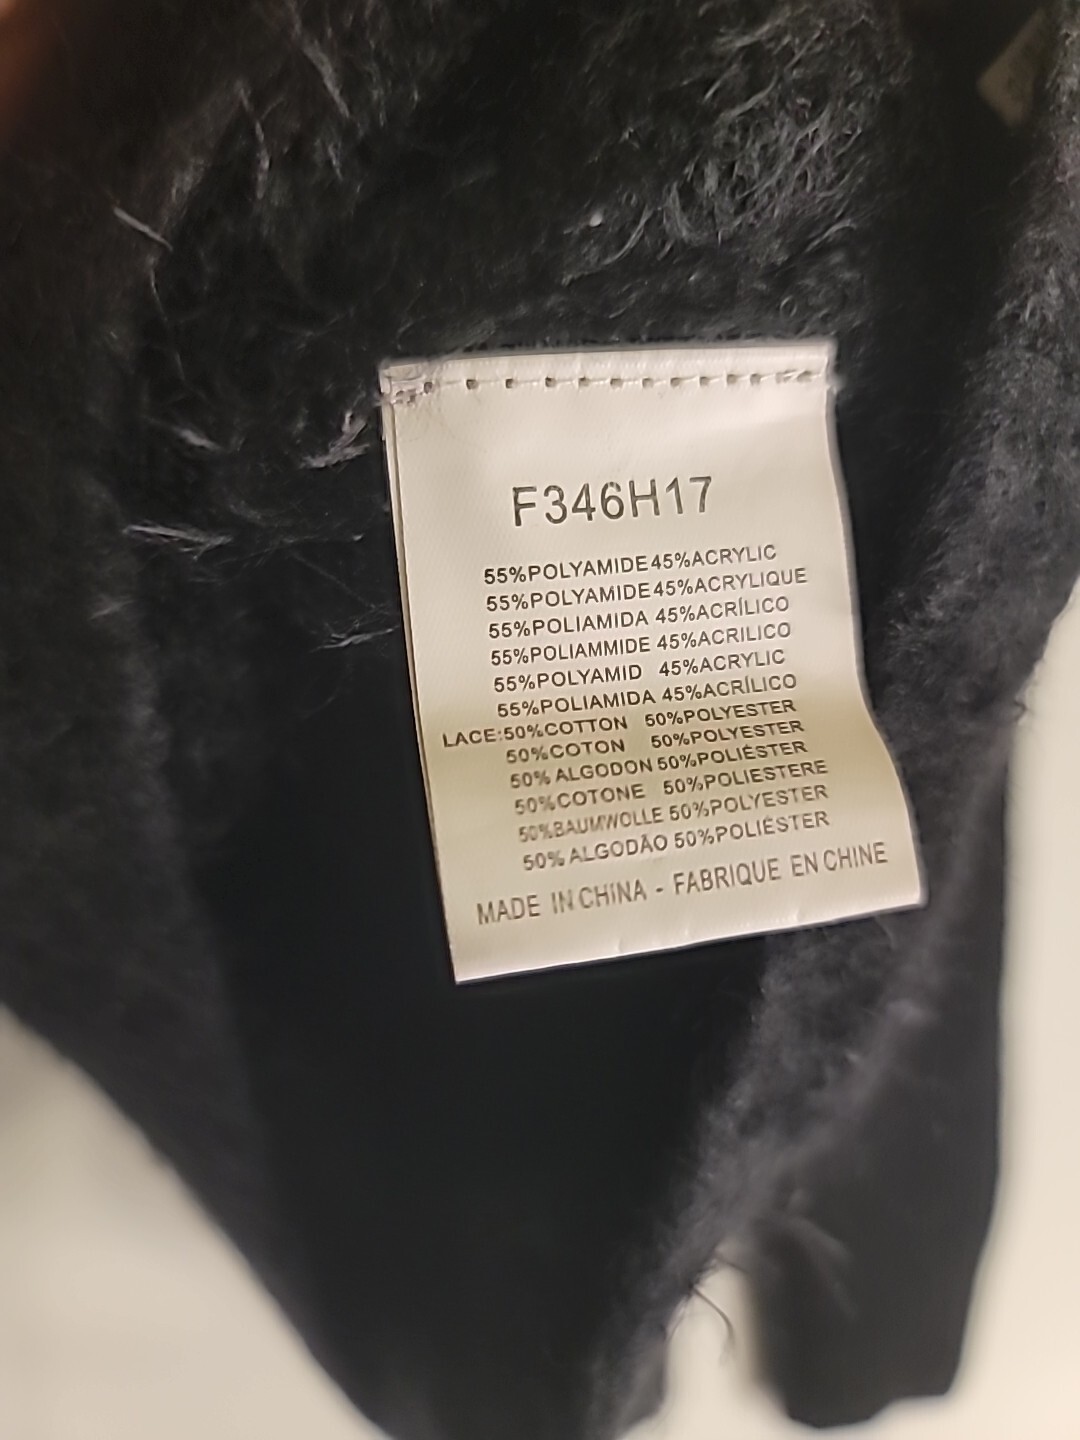 F346H17
55%POLYAMIDE 45%ACRYLIC
55%POLYAMIDE 45%ACRYLIQUE
55%POLIAMIDA 45%ACRÍLICO
55%POLIAMMIDE 45%ACRILICO
55%POLYAMID 45%ACRYLIC
55%POLIAMIDA 45%ACRÍLICO
LACE:50%COTTON 50%POLYESTER
50%COTON 50%POLYESTER
50% ALGODON 50%POLIÉSTER
50%COTONE 50%POLIESTERE
50%BAUMWOLLE 50%POLYESTER
50% ALGODÃO 50%POLIÉSTER
MADE IN CHINA - FABRIQUE EN CHINE